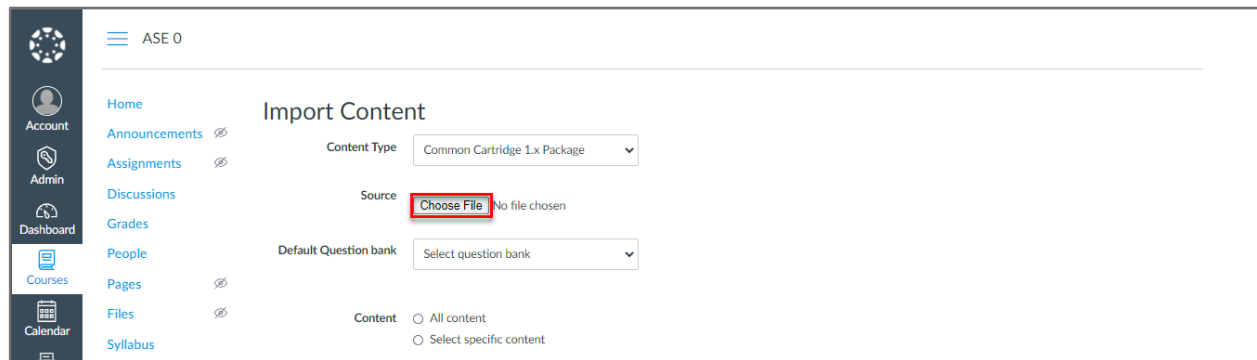 ASE 0
Account
Admin
Dashboard
Courses
Calendar
Home
Announcements
Assignments
Discussions
Grades
People
Pages
Files
Syllabus
Import Content
Content Type Common Cartridge 1.x Package
Source Choose File No file chosen
Default Question bank Select question bank
Content All content
Select specific content